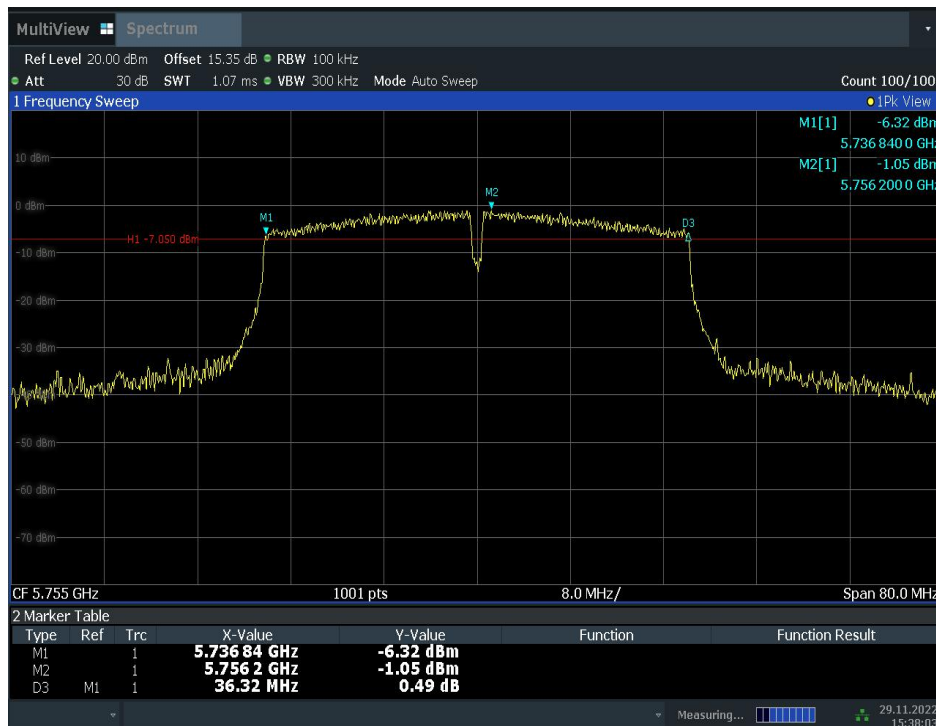 MultiView Spectrum
Ref Level 20.00 dBm Offset 15.35 dB RBW 100 kHz
Att 30 dB SWT 1.07 ms VBW 300 kHz Mode Auto Sweep Count 100/100
1 Frequency Sweep 1Pk View
M1[1] -6.32 dBm
5.736 840 0 GHz
M2[1] -1.05 dBm
5.756 200 0 GHz
10 dBm
M2
0 dBm
M1
D3
H1 -7.050 dBm
-10 dBm
-20 dBm
-30 dBm
-50 dBm
-60 dBm
-70 dBm
CF 5.755 GHz 1001 pts 8.0 MHz/ Span 80.0 MHz
2 Marker Table
Type Ref Trc X-Value Y-Value Function Function Result
M1 1 5.736 84 GHz -6.32 dBm
M2 1 5.756 2 GHz -1.05 dBm
D3 M1 1 36.32 MHz 0.49 dB
Measuring... 29.11.2022
15:38:03